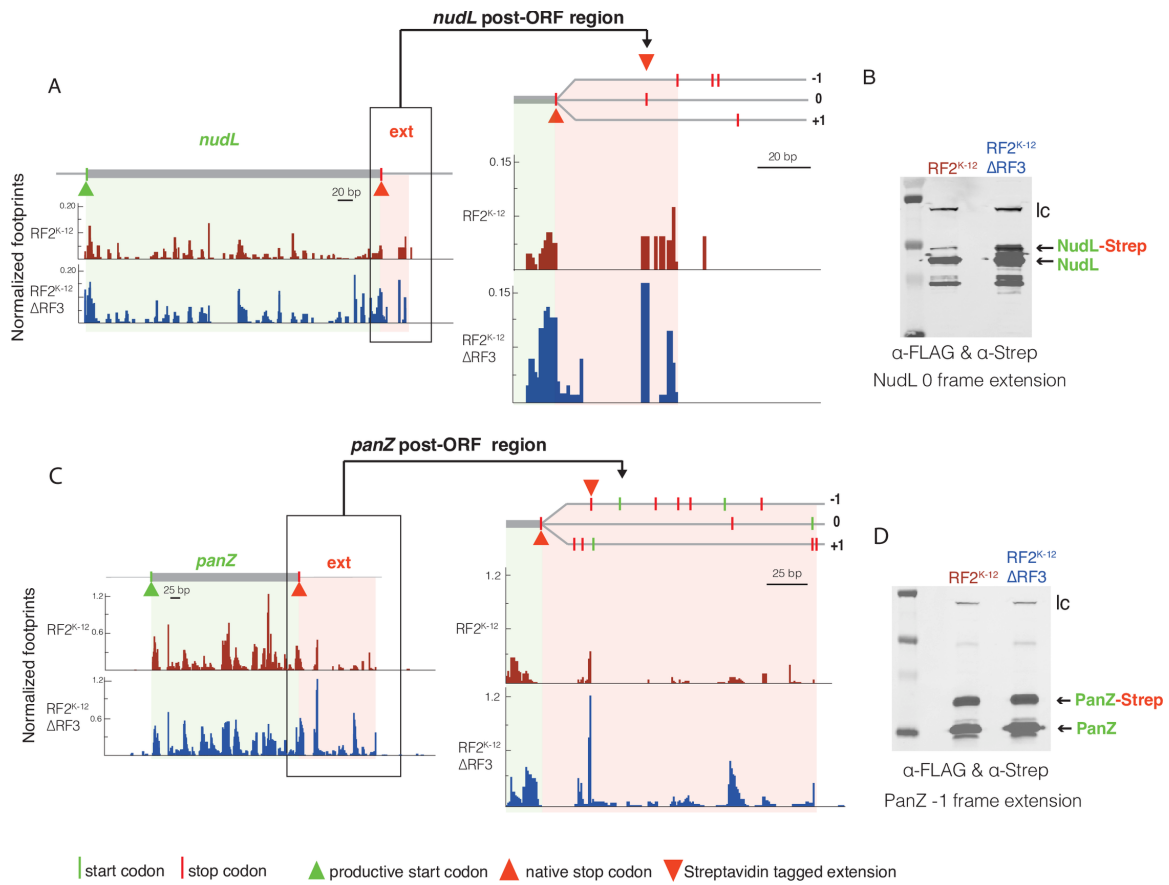 nudL post-ORF region
A
nudL
ext
20 bp
Normalized footprints
0.20
RF2K-12
0.20
RF2K-12
ΔRF3
-1
0
+1
20 bp
0.15
RF2K-12
0.15
RF2K-12
ΔRF3
B
RF2K-12
RF2K-12
ΔRF3
Ic
NudL-Strep
NudL
α-FLAG & α-Strep
NudL 0 frame extension
panZ post-ORF region
C
panZ
ext
25 bp
Normalized footprints
1.2
RF2K-12
0.6
1.2
RF2K-12
ΔRF3
0.6
-1
0
+1
25 bp
1.2
RF2K-12
1.2
RF2K-12
ΔRF3
D
RF2K-12
RF2K-12
ΔRF3
Ic
PanZ-Strep
PanZ
α-FLAG & α-Strep
PanZ -1 frame extension
start codon
stop codon
productive start codon
native stop codon
Streptavidin tagged extension